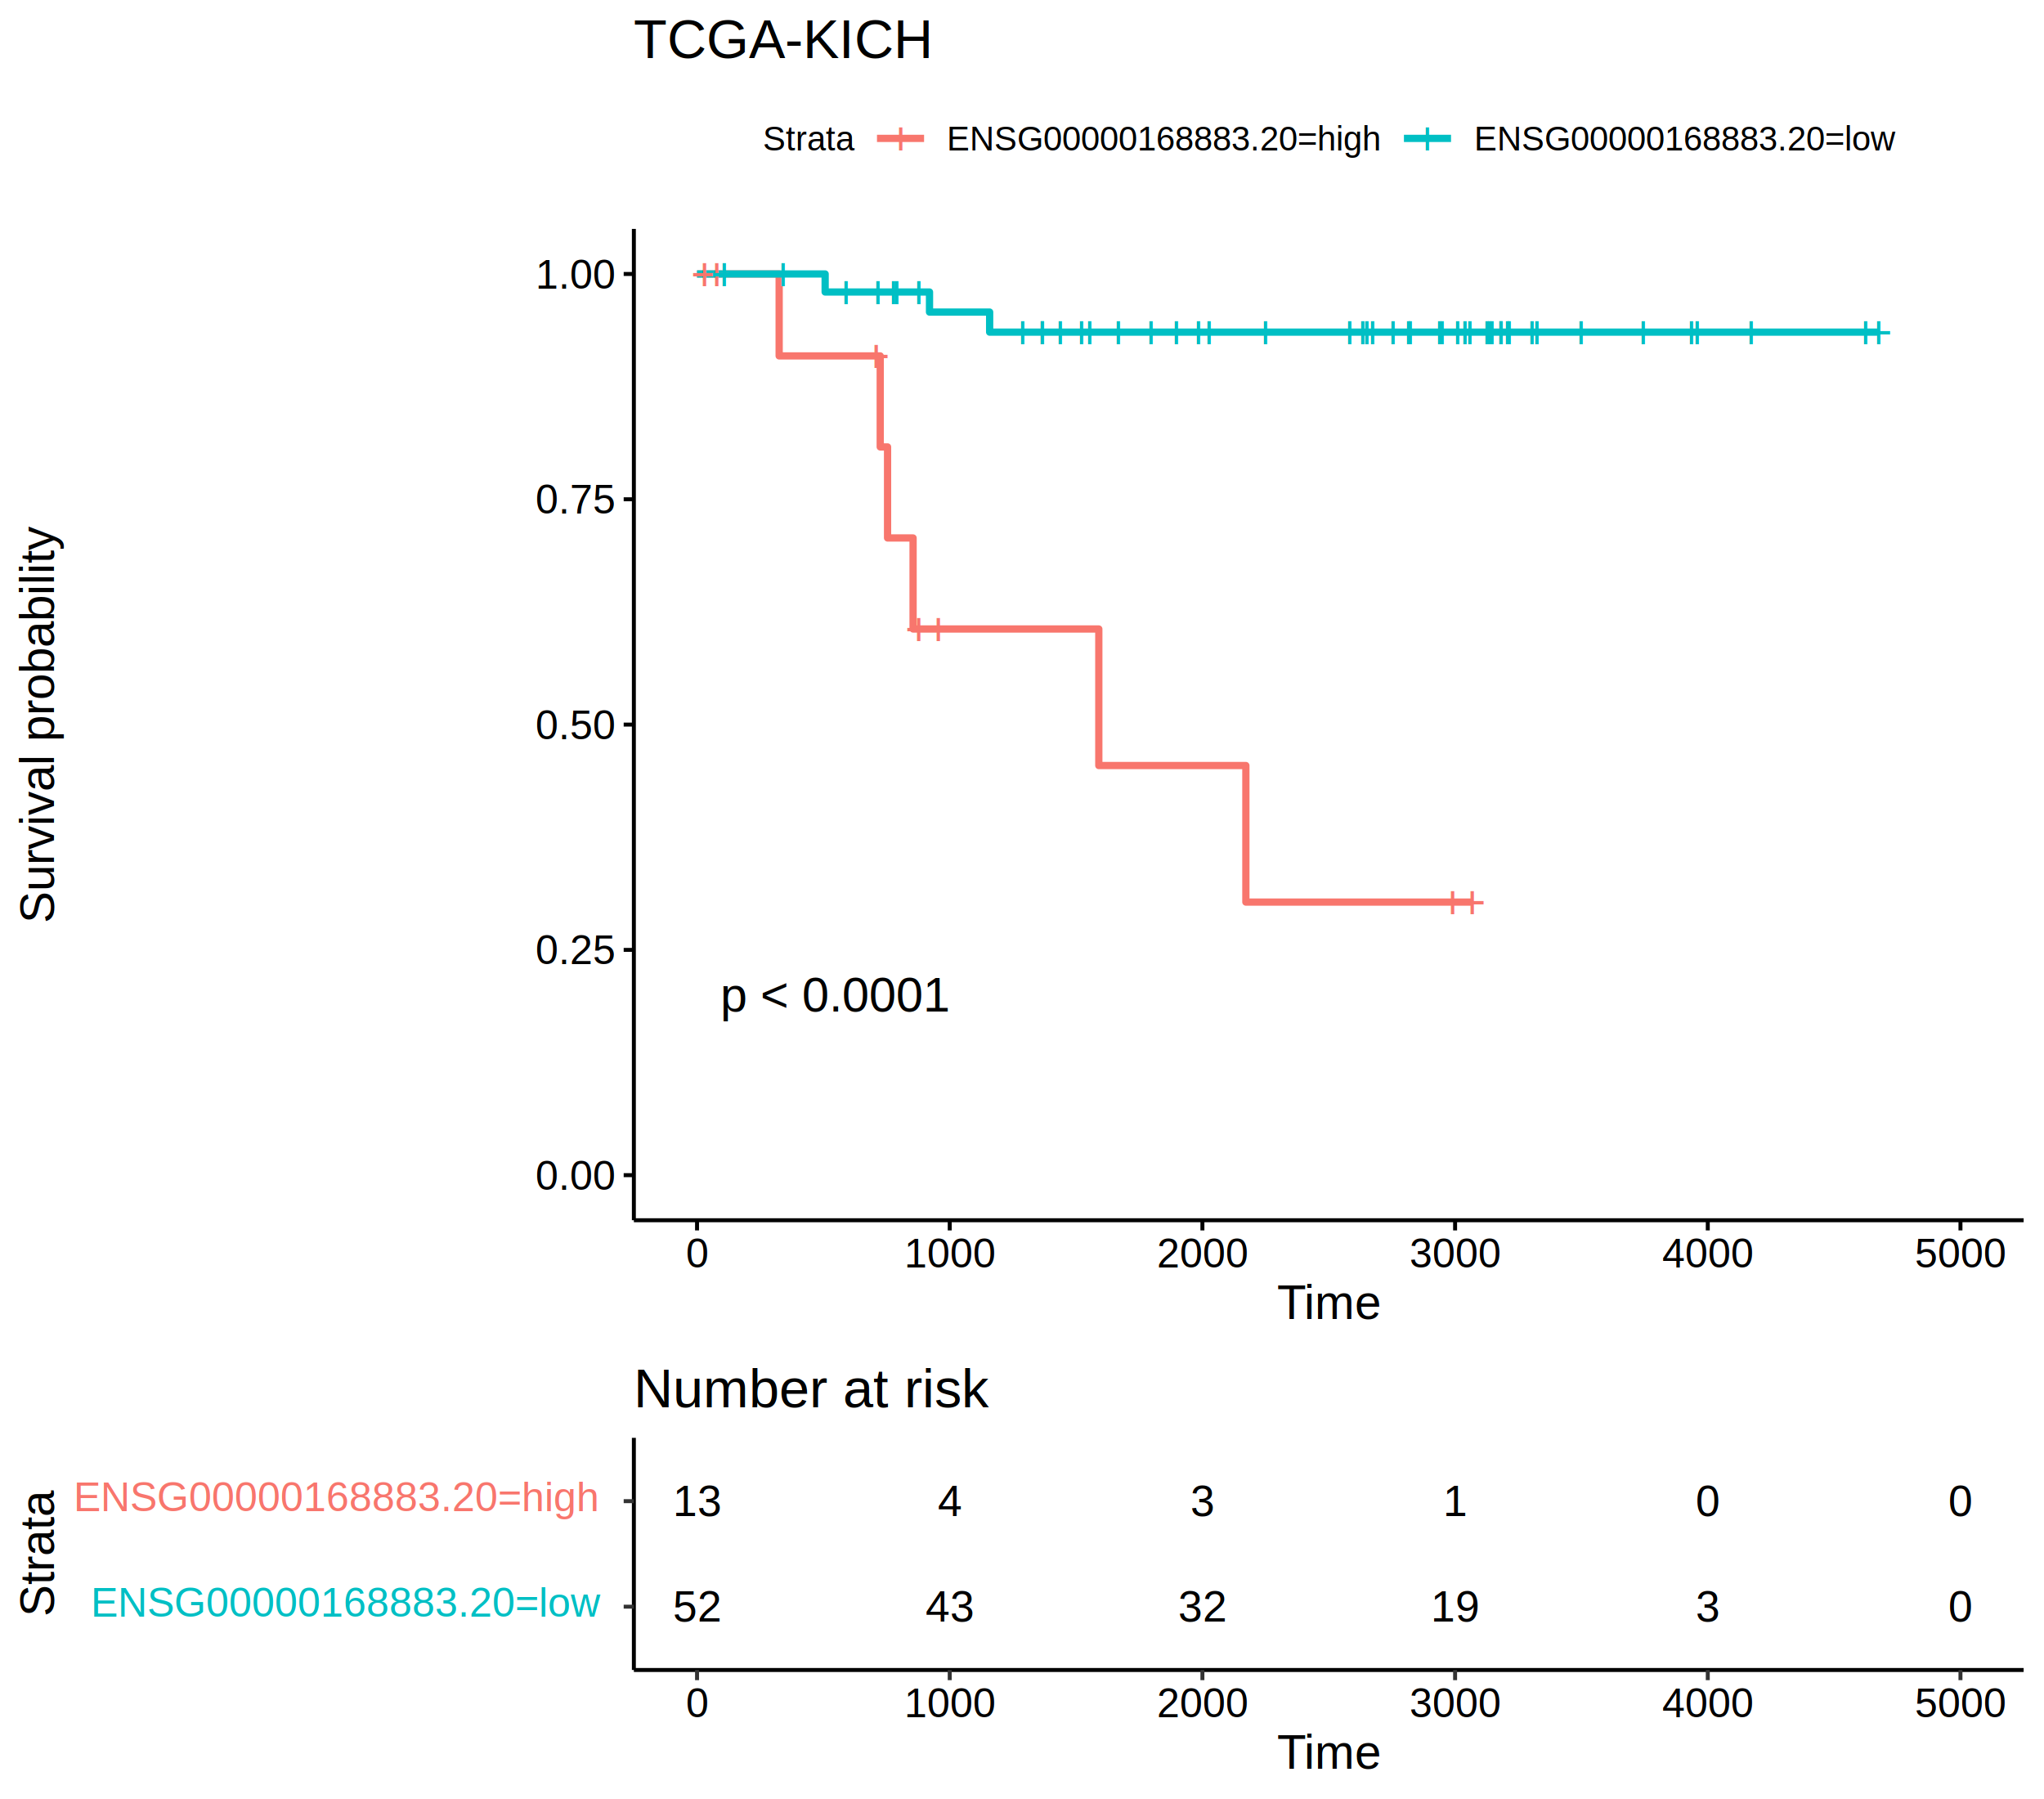 TCGA-KICH
Strata ENSG00000168883.20=high ENSG00000168883.20=low
Survival probability
1.00
0.75
0.50
0.25
0.00
p < 0.0001
0 1000 2000 3000 4000 5000
Time
Number at risk
Strata
ENSG00000168883.20=high 13 4 3 1 0 0
ENSG00000168883.20=low 52 43 32 19 3 0
0 1000 2000 3000 4000 5000
Time